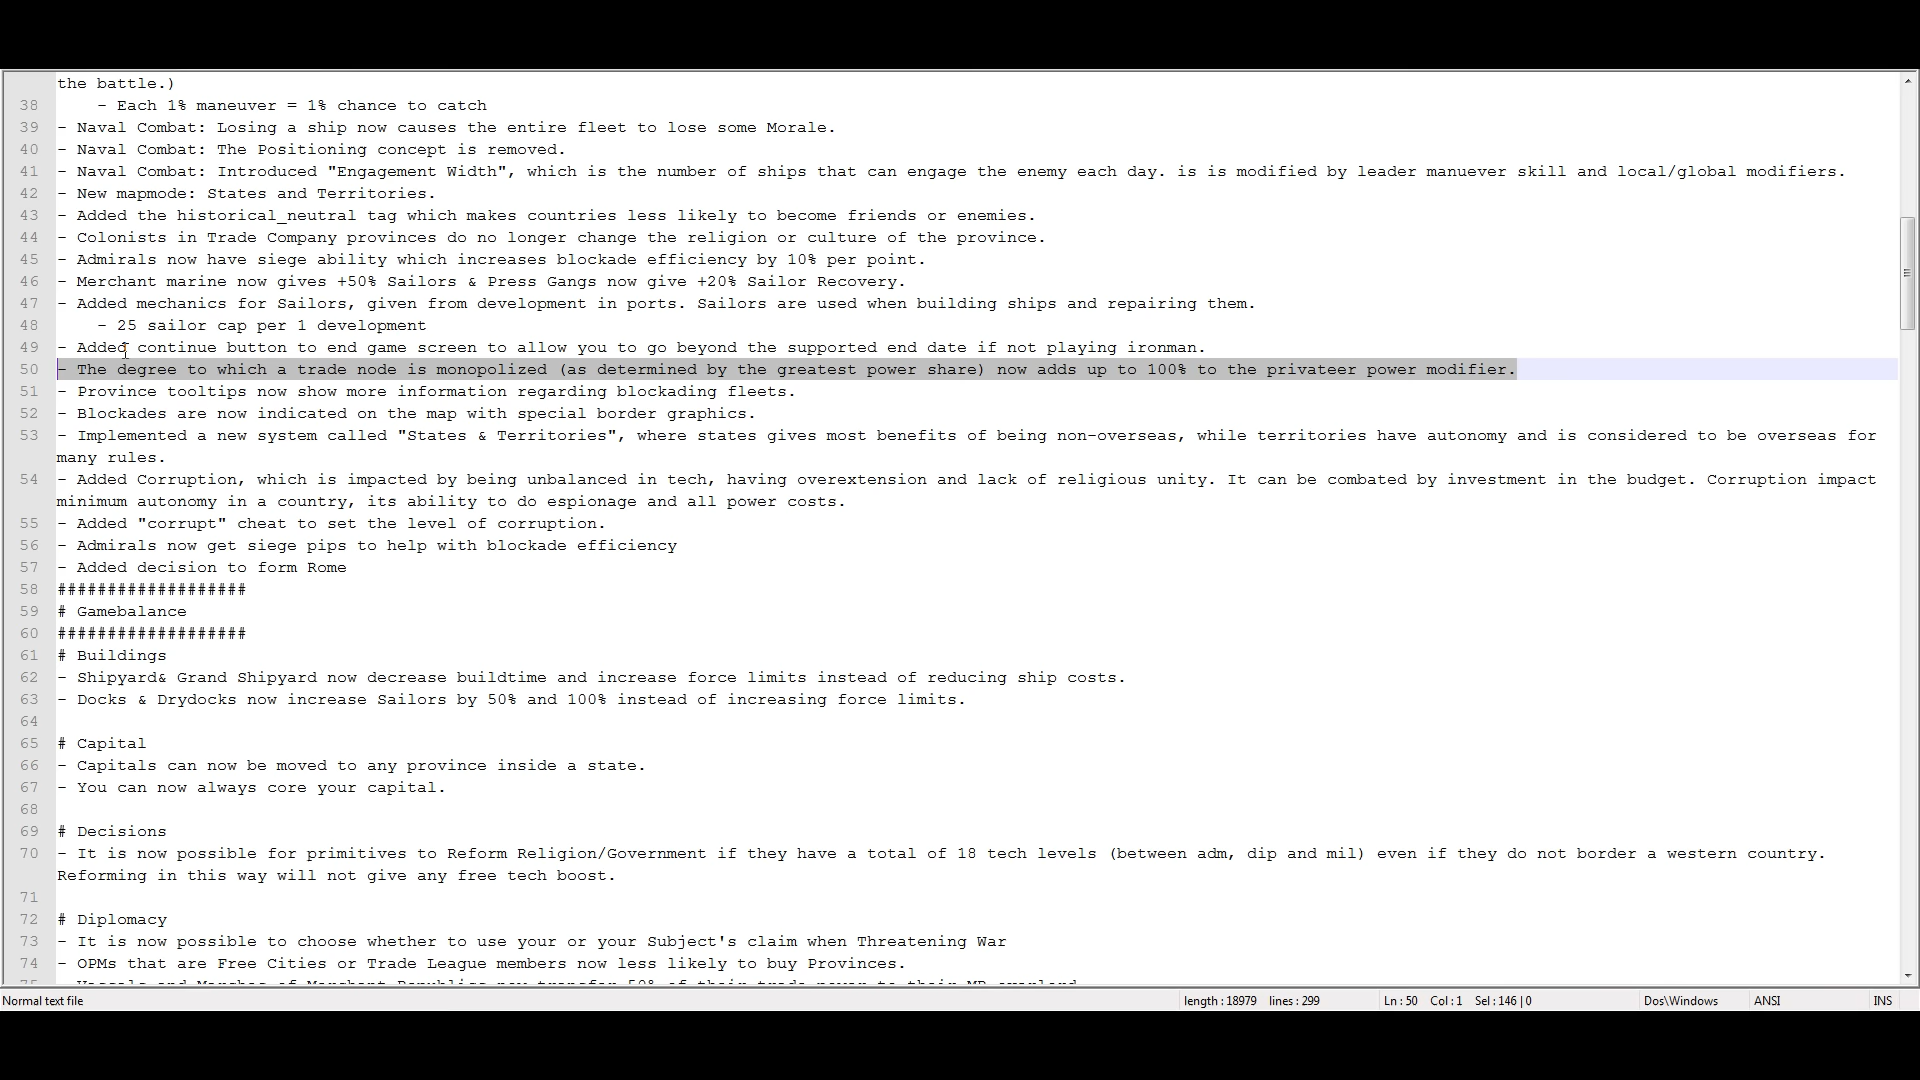 the battle.)
38 - Each 1% maneuver = 1% chance to catch
39 - Naval Combat: Losing a ship now causes the entire fleet to lose some Morale.
40 - Naval Combat: The Positioning concept is removed.
41 - Naval Combat: Introduced "Engagement Width", which is the number of ships that can engage the enemy each day. is is modified by leader manuever skill and local/global modifiers.
42 - New mapmode: States and Territories.
43 - Added the historical_neutral tag which makes countries less likely to become friends or enemies.
44 - Colonists in Trade Company provinces do no longer change the religion or culture of the province.
45 - Admirals now have siege ability which increases blockade efficiency by 10% per point.
46 - Merchant marine now gives +50% Sailors & Press Gangs now give +20% Sailor Recovery.
47 - Added mechanics for Sailors, given from development in ports. Sailors are used when building ships and repairing them.
48 - 25 sailor cap per 1 development
49 - Added continue button to end game screen to allow you to go beyond the supported end date if not playing ironman.
50 - The degree to which a trade node is monopolized (as determined by the greatest power share) now adds up to 100% to the privateer power modifier.
51 - Province tooltips now show more information regarding blockading fleets.
52 - Blockades are now indicated on the map with special border graphics.
53 - Implemented a new system called "States & Territories", where states gives most benefits of being non-overseas, while territories have autonomy and is considered to be overseas for
many rules.
54 - Added Corruption, which is impacted by being unbalanced in tech, having overextension and lack of religious unity. It can be combated by investment in the budget. Corruption impact
minimum autonomy in a country, its ability to do espionage and all power costs.
55 - Added "corrupt" cheat to set the level of corruption.
56 - Admirals now get siege pips to help with blockade efficiency
57 - Added decision to form Rome
58 ###################
59 # Gamebalance
60 ###################
61 # Buildings
62 - Shipyard& Grand Shipyard now decrease buildtime and increase force limits instead of reducing ship costs.
63 - Docks & Drydocks now increase Sailors by 50% and 100% instead of increasing force limits.
64
65 # Capital
66 - Capitals can now be moved to any province inside a state.
67 - You can now always core your capital.
68
69 # Decisions
70 - It is now possible for primitives to Reform Religion/Government if they have a total of 18 tech levels (between adm, dip and mil) even if they do not border a western country.
Reforming in this way will not give any free tech boost.
71
72 # Diplomacy
73 - It is now possible to choose whether to use your or your Subject's claim when Threatening War
74 - OPMs that are Free Cities or Trade League members now less likely to buy Provinces.
Normal text file length : 18979 lines : 299 Ln : 50 Col : 1 Sel : 146 | 0 Dos\Windows ANSI INS